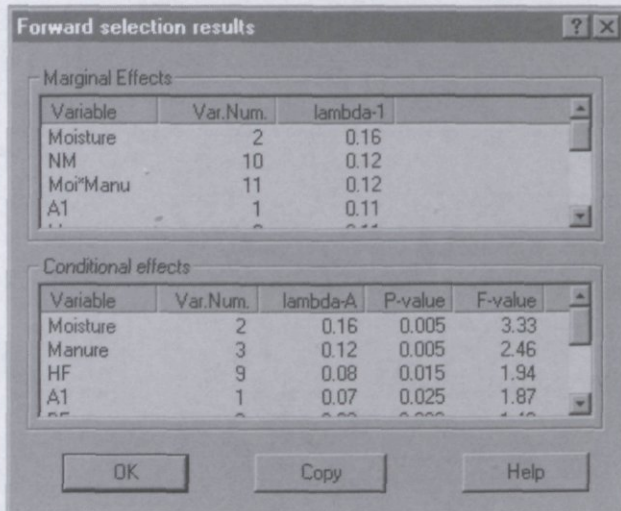 Forward selection results ? ×
Marginal Effects
Variable Var.Num. lambda-1
Moisture 2 0.16
NM 10 0.12
Moi*Manu 11 0.12
A1 1 0.11
Conditional effects
Variable Var.Num. lambda-A P-value F-value
Moisture 2 0.16 0.005 3.33
Manure 3 0.12 0.005 2.46
HF 9 0.08 0.015 1.94
A1 1 0.07 0.025 1.87
OK Copy Help